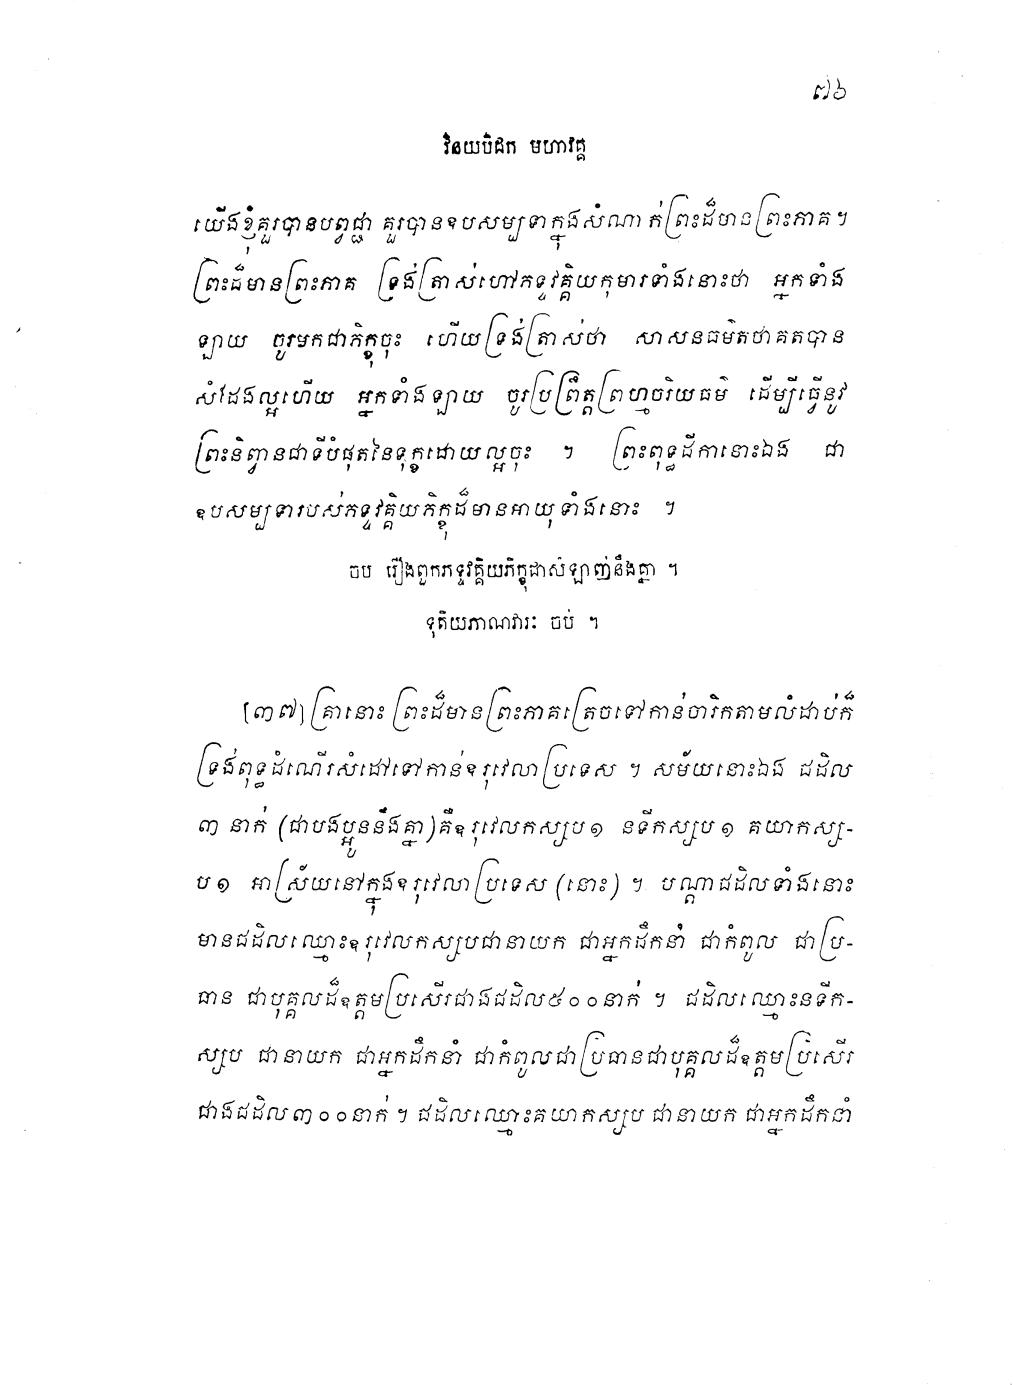 ៧៦
វិនយបិដក មហាវគ្គ
យើងខ្ញុំគួរបានបព្វជ្ជា គួរបានឧបសម្បទាក្នុងសំណាក់ព្រះដ៏មានព្រះភាគ។
ព្រះដ៏មានព្រះភាគ ទ្រង់ត្រាស់ហៅភទ្ទវគ្គិយកុមារទាំងនោះថា អ្នកទាំង
ឡាយ ចូរមកជាភិក្ខុចុះ ហើយទ្រង់ត្រាស់ថា សាសនធម៌តថាគតបាន
សំដែងល្អហើយ អ្នកទាំងឡាយ ចូរប្រព្រឹត្តព្រហ្មចរិយធម៌ ដើម្បីធ្វើនូវ
ព្រះនិព្វានជាទីបំផុតនៃទុក្ខដោយល្អចុះ ។ ព្រះពុទ្ធដីកានោះឯង ជា
ឧបសម្បទារបស់ភទ្ទវគ្គិយភិក្ខុដ៏មានអាយុទាំងនោះ ។
ចប រឿងពួកភទ្ទវគ្គិយភិក្ខុជាសំឡាញ់នឹងគ្នា ។
ទុតិយភាណវារៈ ចប់ ។
[៣៧] គ្រានោះ ព្រះដ៏មានព្រះភាគត្រេចទៅកាន់ចារិកតាមលំដាប់ក៏
ទ្រង់ពុទ្ធដំណើរសំដៅទៅកាន់ឧរុវេលាប្រទេស ។ សម័យនោះឯង ជដិល
៣ នាក់ (ជាបងប្អូននឹងគ្នា)គឺឧរុវេលកស្សប១ នទីកស្សប១ គយាកស្ស-
ប១ អាស្រ័យនៅក្នុងឧរុវេលាប្រទេស (នោះ) ។ បណ្តាជដិលទាំងនោះ
មានជដិលឈ្មោះឧរុវេលកស្សបជានាយក ជាអ្នកដឹកនាំ ជាកំពូល ជាប្រ-
ធាន ជាបុគ្គលដ៏ឧត្តមប្រសើរជាងជដិល៥០០នាក់ ។ ជដិលឈ្មោះនទីក-
ស្សប ជានាយក ជាអ្នកដឹកនាំ ជាកំពូលជាប្រធានជាបុគ្គលដ៏ឧត្តមប្រសើរ
ជាងជដិល៣០០នាក់ ។ ជដិលឈ្មោះគយាកស្សប ជានាយក ជាអ្នកដឹកនាំ